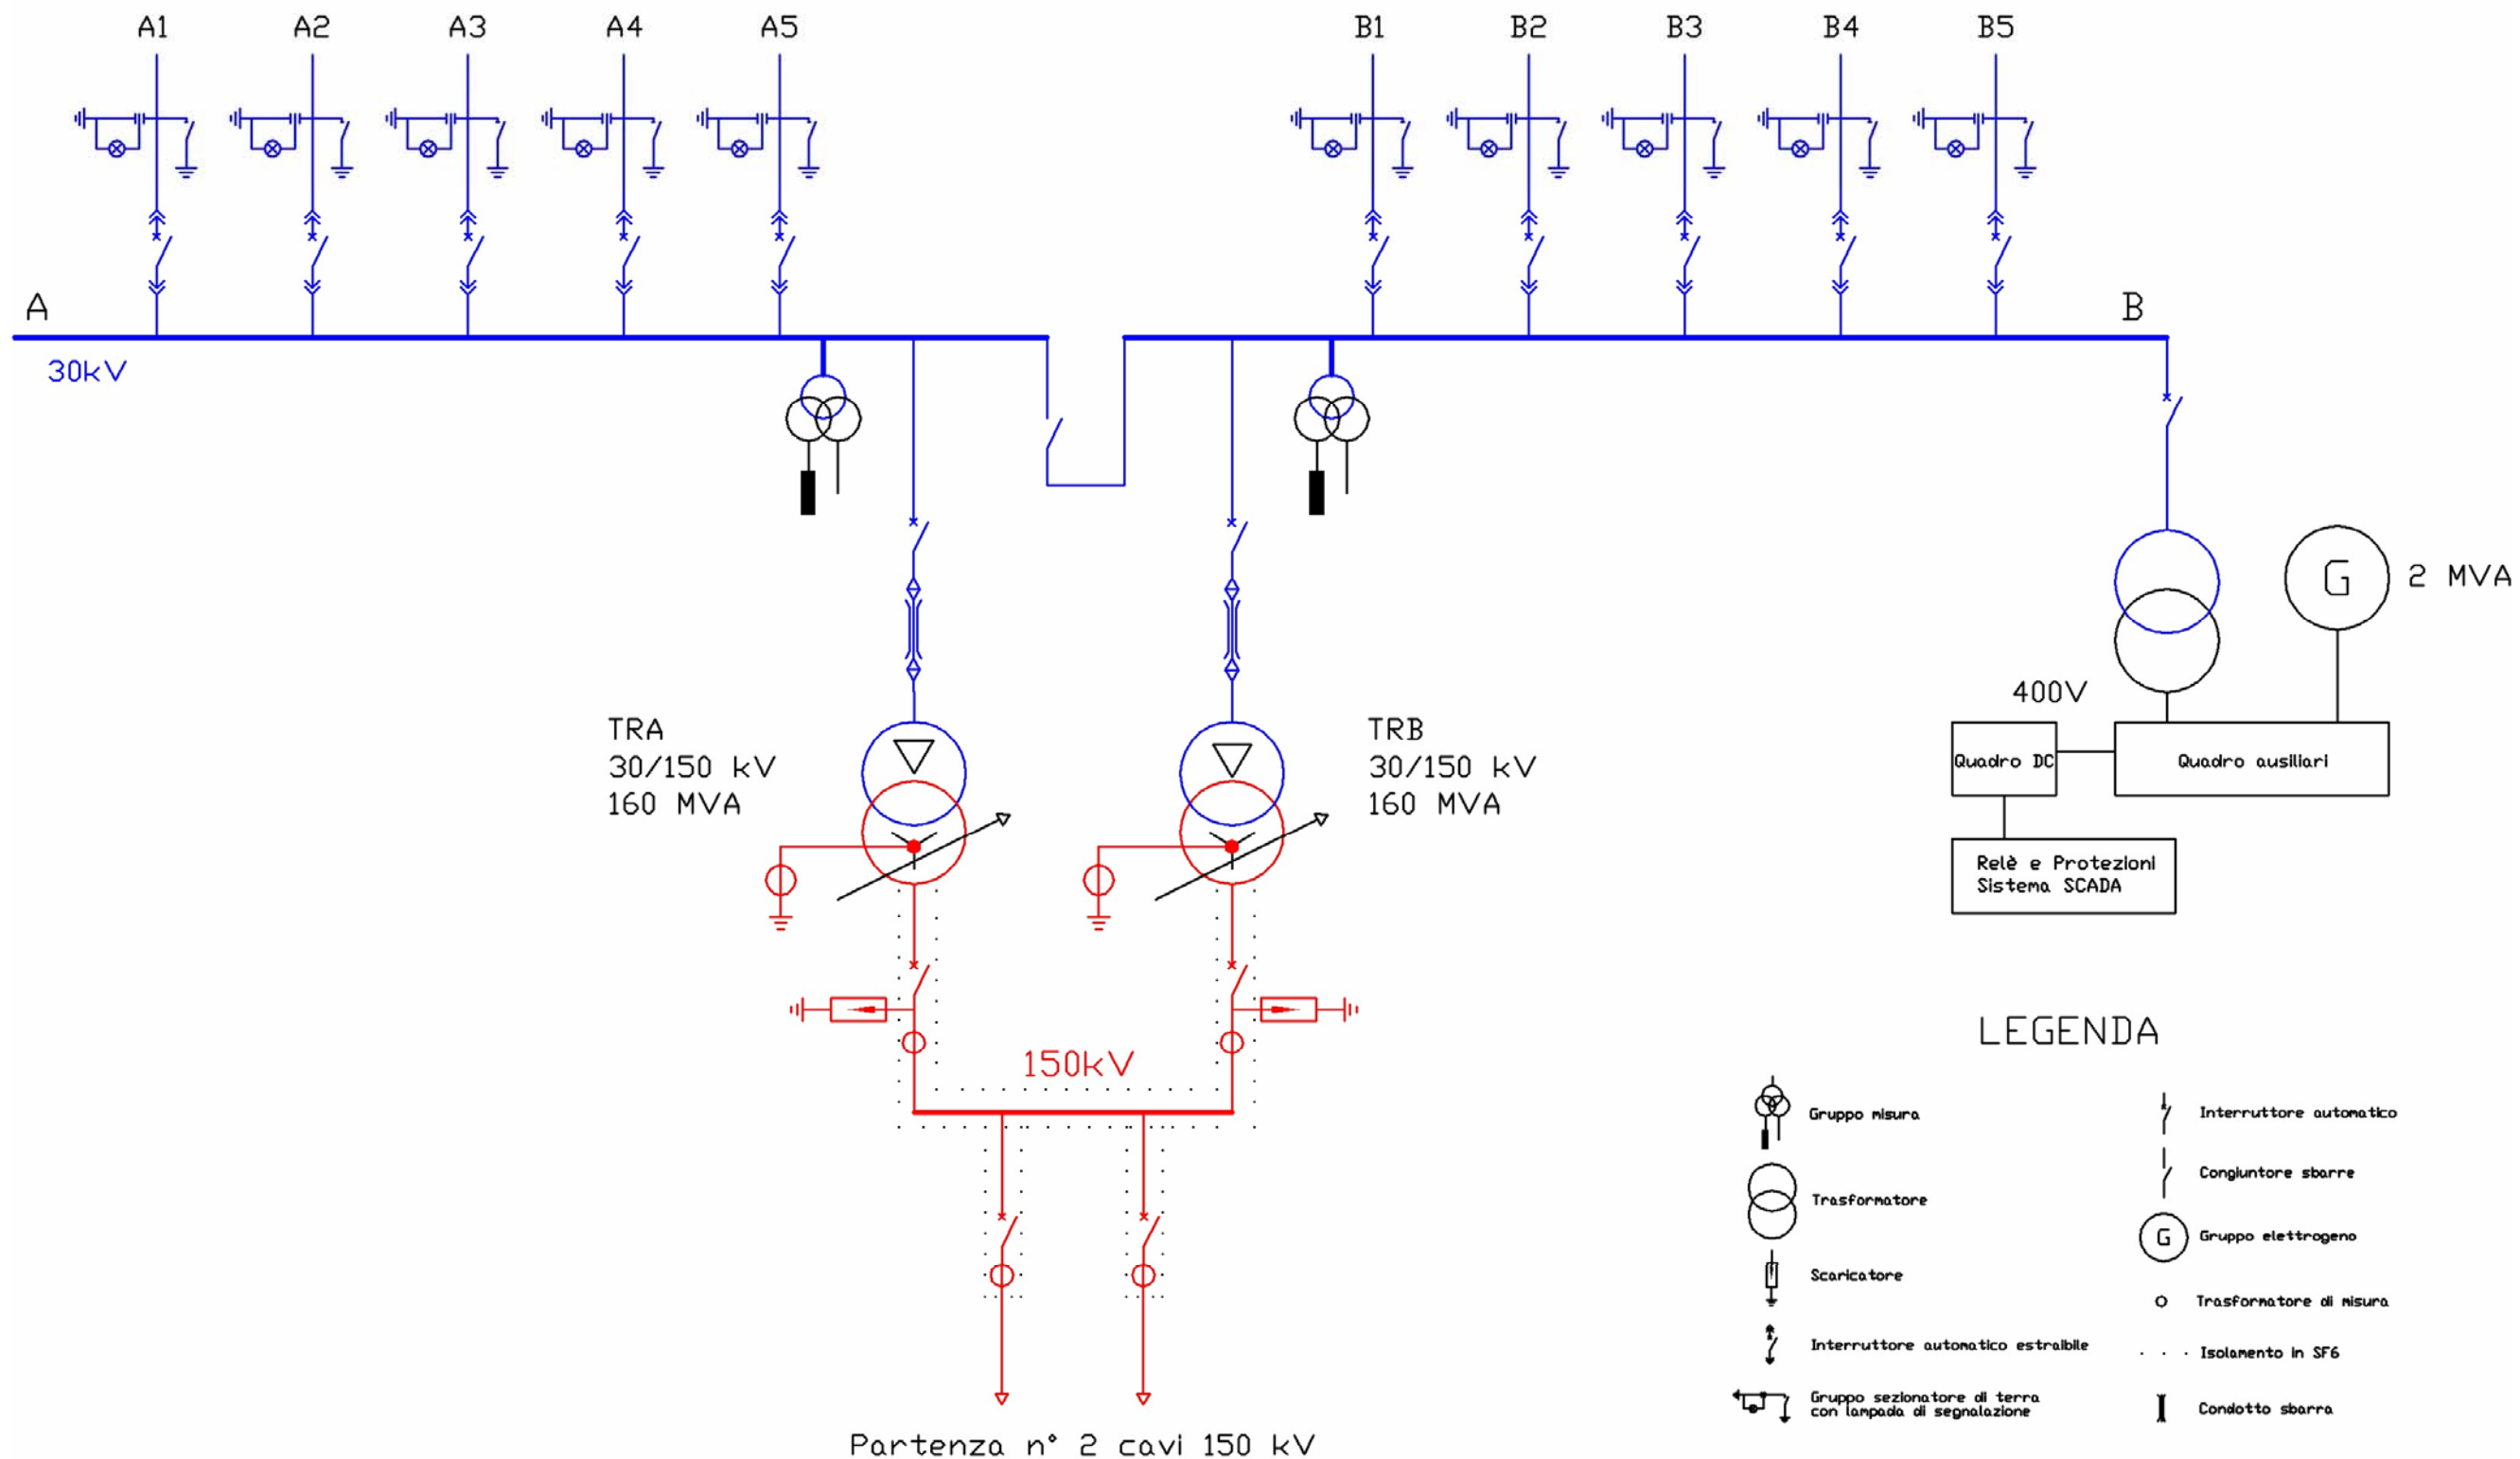 A1 A2 A3 A4 A5 B1 B2 B3 B4 B5
A B
30kV
G 2 MVA
400V
TRA
30/150 kV
160 MVA
TRB
30/150 kV
160 MVA
Quadro DC
Quadro ausiliari
Relè e Protezioni
Sistema SCADA
150kV
LEGENDA
Gruppo misura
Trasformatore
Scaricatore
Interruttore automatico estraibile
Gruppo sezionatore di terra
con lampada di segnalazione
Interruttore automatico
Congiuntore sbarre
G Gruppo elettrogeno
Trasformatore di misura
Isolamento in SF6
Condotto sbarra
Partenza n° 2 cavi 150 kV